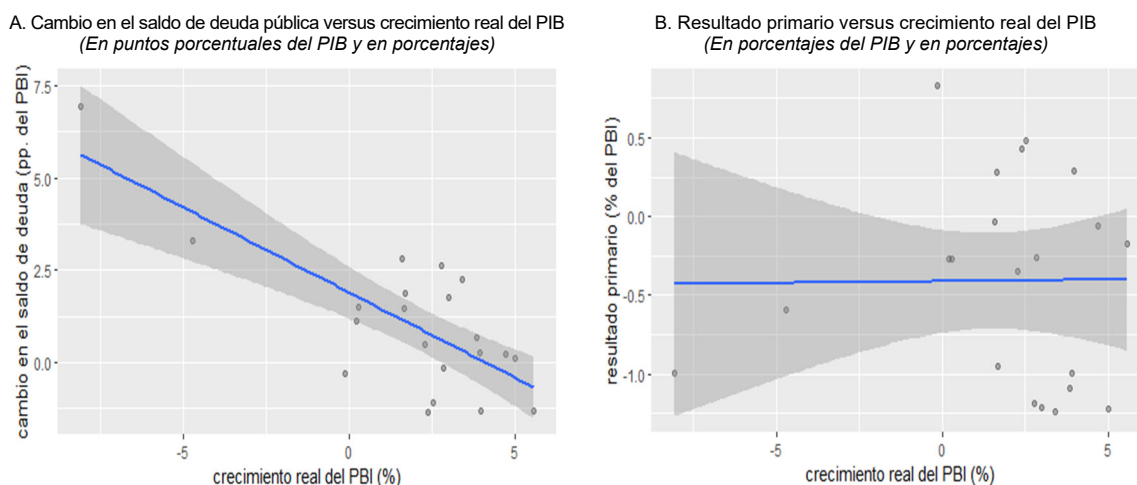 A. Cambio en el saldo de deuda pública versus crecimiento real del PIB
(En puntos porcentuales del PIB y en porcentajes)
cambio en el saldo de deuda (pp. del PBI)
7.5
5.0
2.5
0.0
-5
0
5
crecimiento real del PBI (%)
B. Resultado primario versus crecimiento real del PIB
(En porcentajes del PIB y en porcentajes)
resultado primario (% del PBI)
0.5
0.0
-0.5
-1.0
-5
0
5
crecimiento real del PBI (%)